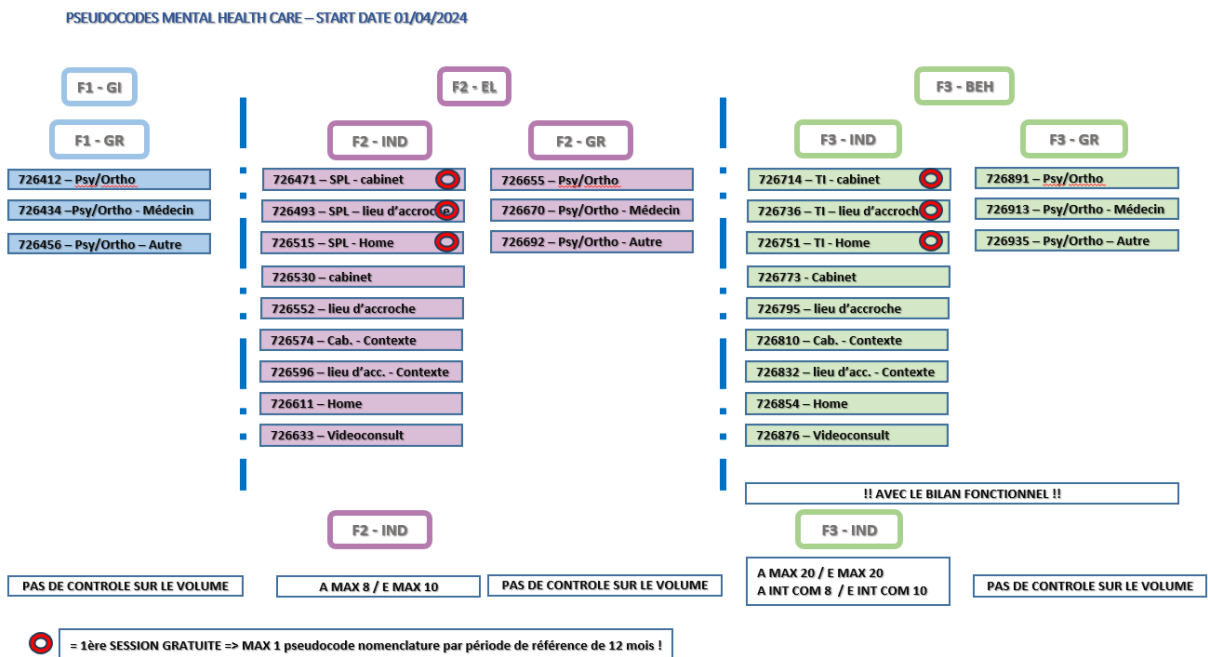 PSEUDOCODES MENTAL HEALTH CARE – START DATE 01/04/2024
F1 - GI
F1 - GR
726412 – Psy/Ortho
726434 –Psy/Ortho - Médecin
726456 – Psy/Ortho – Autre
PAS DE CONTROLE SUR LE VOLUME
F2 - EL
F2 - IND
726471 – SPL - cabinet
726493 – SPL – lieu d’accroche
726515 – SPL - Home
726530 – cabinet
726552 – lieu d’accroche
726574 – Cab. - Contexte
726596 – lieu d’acc. - Contexte
726611 – Home
726633 – Videoconsult
F2 - IND
A MAX 8 / E MAX 10
F2 - GR
726655 – Psy/Ortho
726670 – Psy/Ortho - Médecin
726692 – Psy/Ortho - Autre
PAS DE CONTROLE SUR LE VOLUME
F3 - BEH
F3 - IND
726714 – TI - cabinet
726736 – TI – lieu d’accroch
726751 – TI - Home
726773 - Cabinet
726795 – lieu d’accroche
726810 – Cab. - Contexte
726832 – lieu d’acc. - Contexte
726854 – Home
726876 – Videoconsult
F3 - GR
726891 – Psy/Ortho
726913 – Psy/Ortho - Médecin
726935 – Psy/Ortho – Autre
!! AVEC LE BILAN FONCTIONNEL !!
F3 - IND
A MAX 20 / E MAX 20
A INT COM 8 / E INT COM 10
PAS DE CONTROLE SUR LE VOLUME
= 1ère SESSION GRATUITE => MAX 1 pseudocode nomenclature par période de référence de 12 mois !